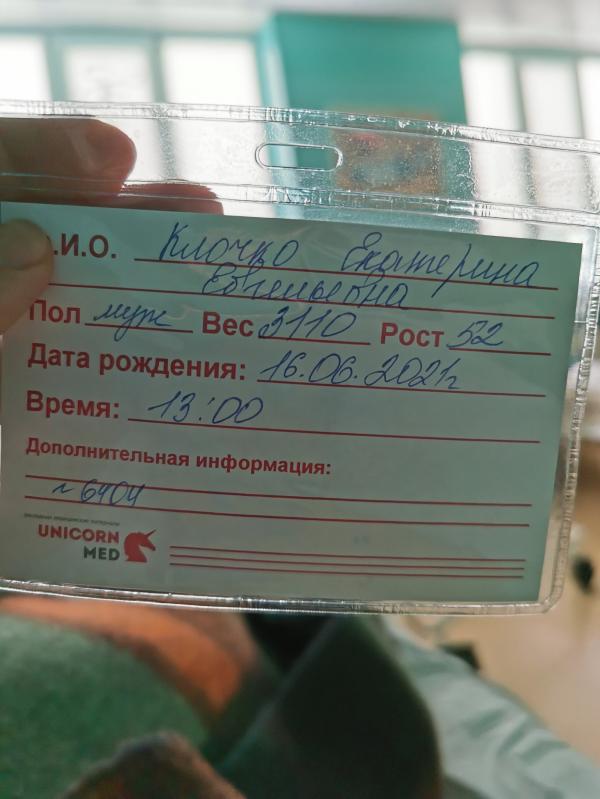 .И.О. Клочко Екатерина
Евгеньевна
Пол муж Вес 3110 Рост 52
Дата рождения: 16.06.2021г
Время: 13:00
Дополнительная информация:
г 6404
UNICORN
MED